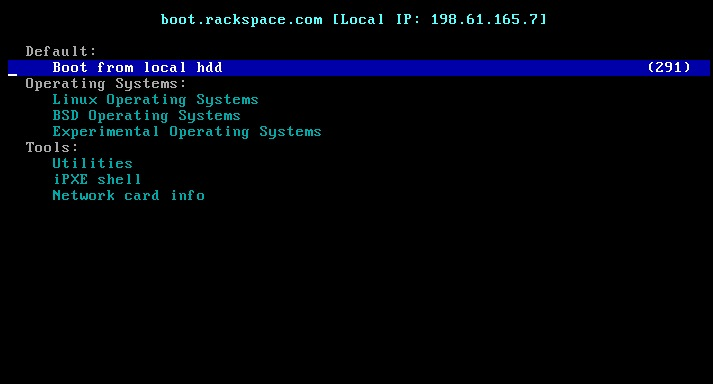 boot.rackspace.com [Local IP: 198.61.165.7]
Default:
Boot from local hdd (291)
Operating Systems:
Linux Operating Systems
BSD Operating Systems
Experimental Operating Systems
Tools:
Utilities
iPXE shell
Network card info